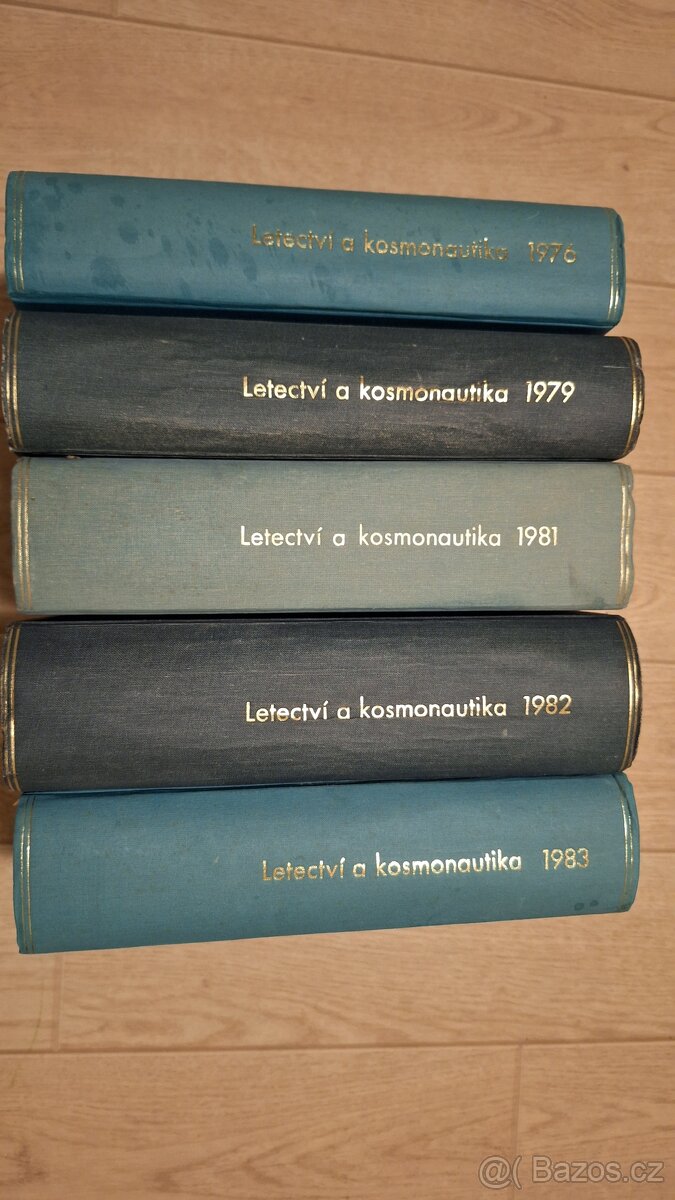 Letectví a kosmonautika 1976
Letectví a kosmonautika 1979
Letectví a kosmonautika 1981
Letectví a kosmonautika 1982
Letectví a kosmonautika 1983
@( Bazos.cz